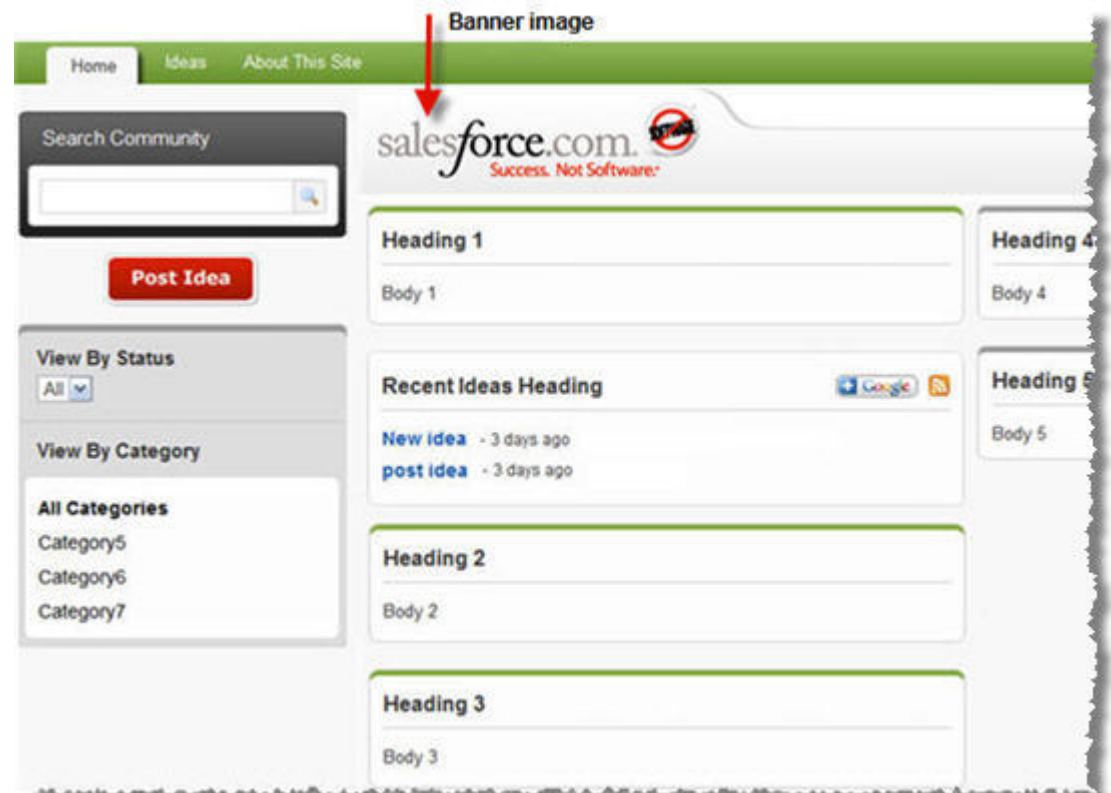 Banner image
Home Ideas About This Site
Search Community
salesforce.com.
SOFTWARE
Success. Not Software.™
Post Idea
View By Status
All
View By Category
All Categories
Category5
Category6
Category7
Heading 1
Body 1
Recent Ideas Heading
Google
New idea - 3 days ago
post idea - 3 days ago
Heading 2
Body 2
Heading 3
Body 3
Heading 4
Body 4
Heading 5
Body 5